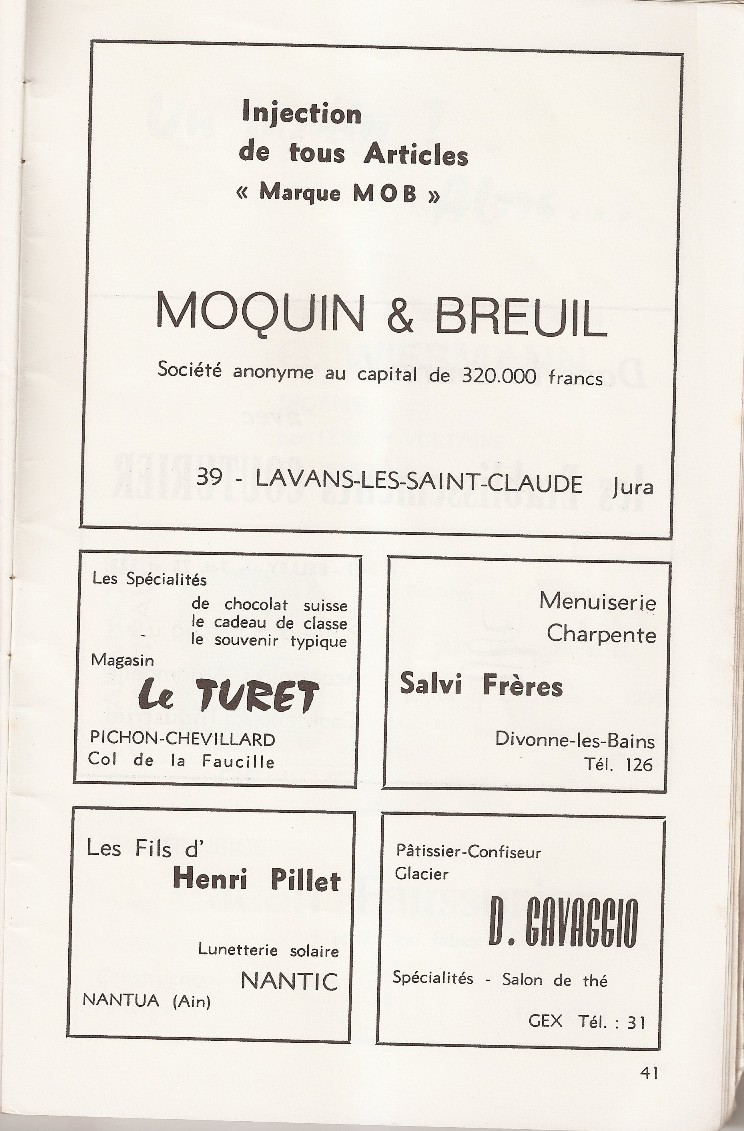 Injection
de tous Articles
« Marque MOB »
MOQUIN & BREUIL
Société anonyme au capital de 320.000 francs
39 - LAVANS-LES-SAINT-CLAUDE Jura
Les Spécialités
de chocolat suisse
le cadeau de classe
le souvenir typique
Magasin
Le TURET
PICHON-CHEVILLARD
Col de la Faucille
Menuiserie
Charpente
Salvi Frères
Divonne-les-Bains
Tél. 126
Les Fils d'
Henri Pillet
Lunetterie solaire
NANTIC
NANTUA (Ain)
Pâtissier-Confiseur
Glacier
D. GAVAGGIO
Spécialités - Salon de thé
GEX Tél. : 31
41